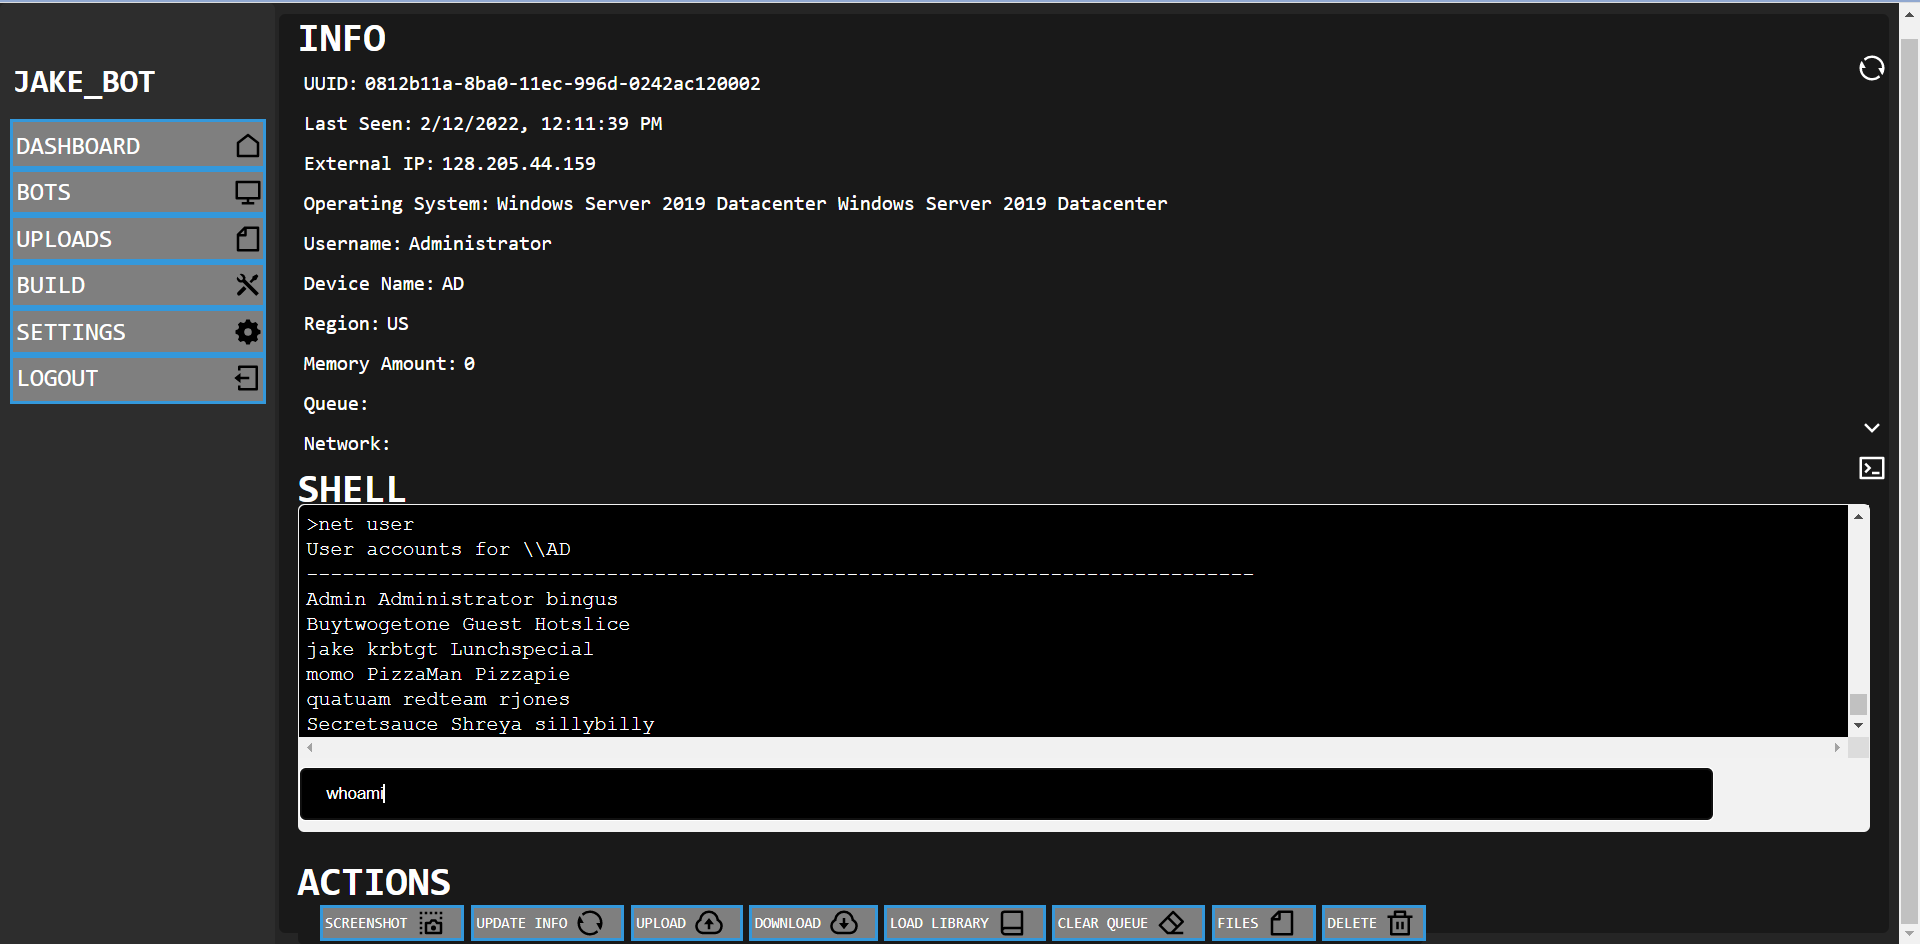 JAKE_BOT
DASHBOARD
BOTS
UPLOADS
BUILD
SETTINGS
LOGOUT
INFO
UUID: 0812b11a-8ba0-11ec-996d-0242ac120002
Last Seen: 2/12/2022, 12:11:39 PM
External IP: 128.205.44.159
Operating System: Windows Server 2019 Datacenter Windows Server 2019 Datacenter
Username: Administrator
Device Name: AD
Region: US
Memory Amount: 0
Queue:
Network:
SHELL
>net user
User accounts for \\AD
-------------------------------------------------------------------------------
Admin Administrator bingus
Buytwogetone Guest Hotslice
jake krbtgt Lunchspecial
momo PizzaMan Pizzapie
quatuam redteam rjones
Secretsauce Shreya sillybilly
whoami
ACTIONS
SCREENSHOT UPDATE INFO UPLOAD DOWNLOAD LOAD LIBRARY CLEAR QUEUE FILES DELETE